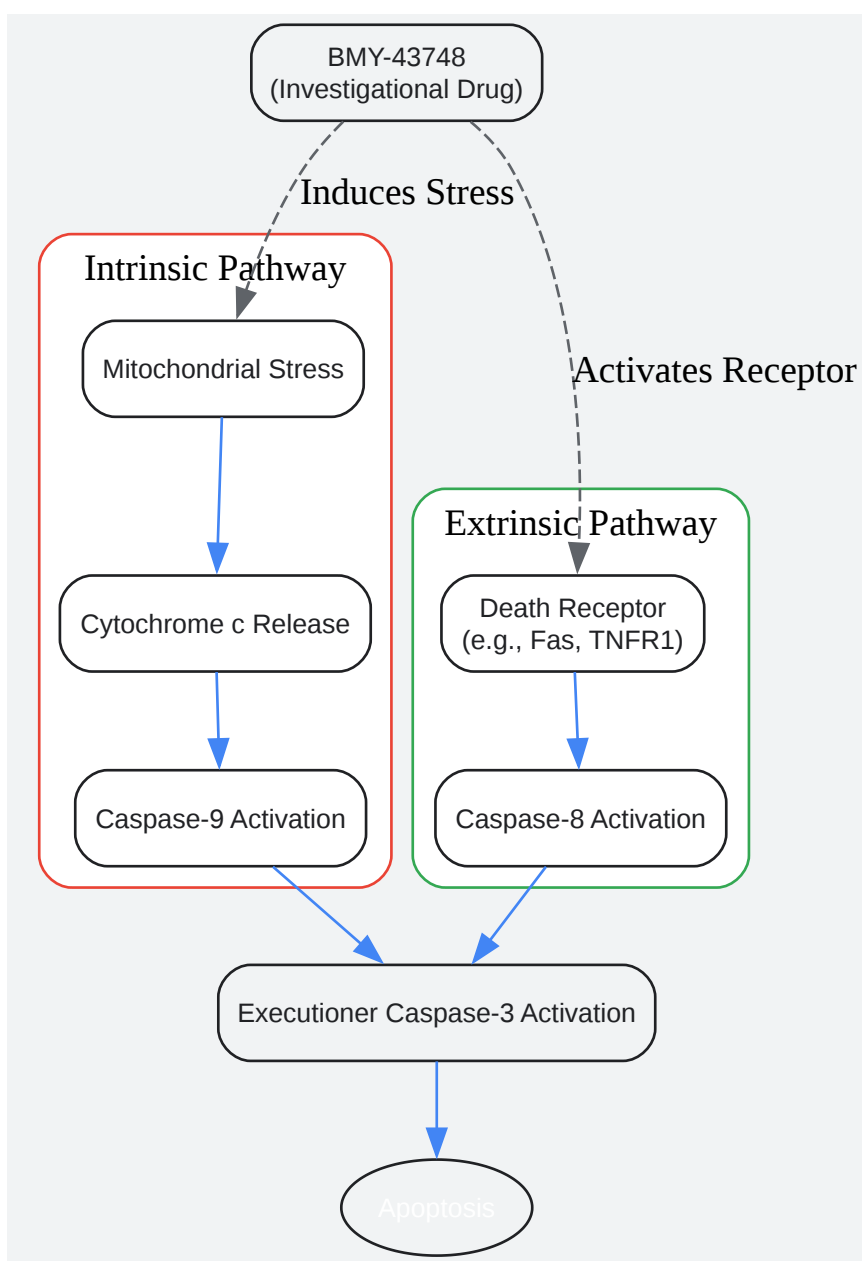 BMY-43748
(Investigational Drug)
Induces Stress
Intrinsic Pathway
Mitochondrial Stress
Activates Receptor
Extrinsic Pathway
Cytochrome c Release
Death Receptor
(e.g., Fas, TNFR1)
Caspase-9 Activation
Caspase-8 Activation
Executioner Caspase-3 Activation
Apoptosis